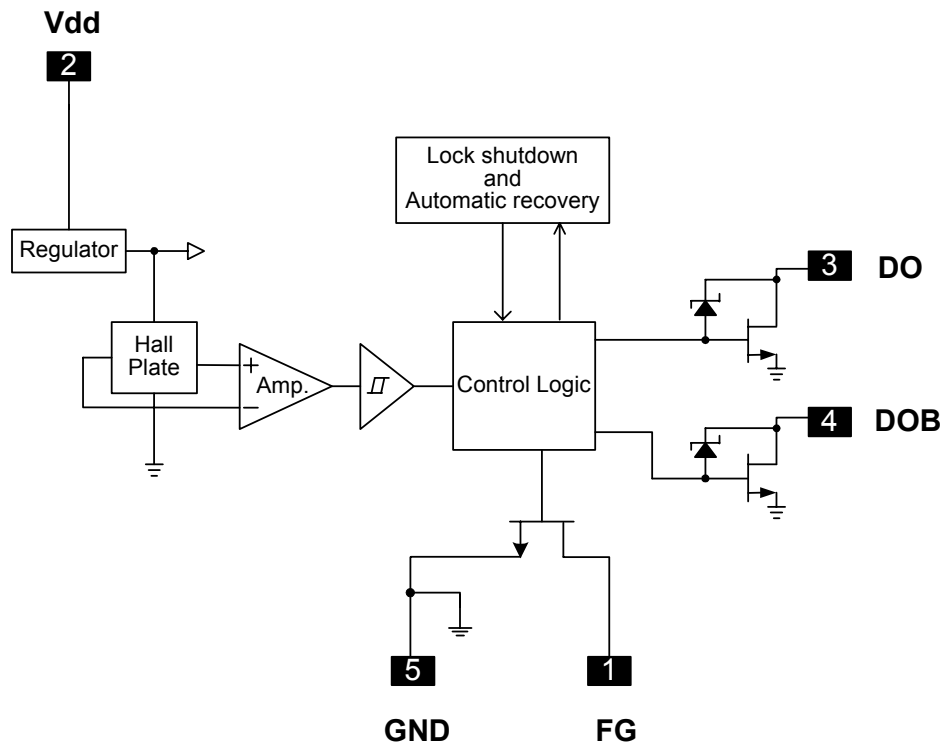 Vdd
2
Lock shutdown
and
Automatic recovery
Regulator
3 DO
Hall
Plate
+
Amp.
−
Control Logic
4 DOB
5
1
GND
FG